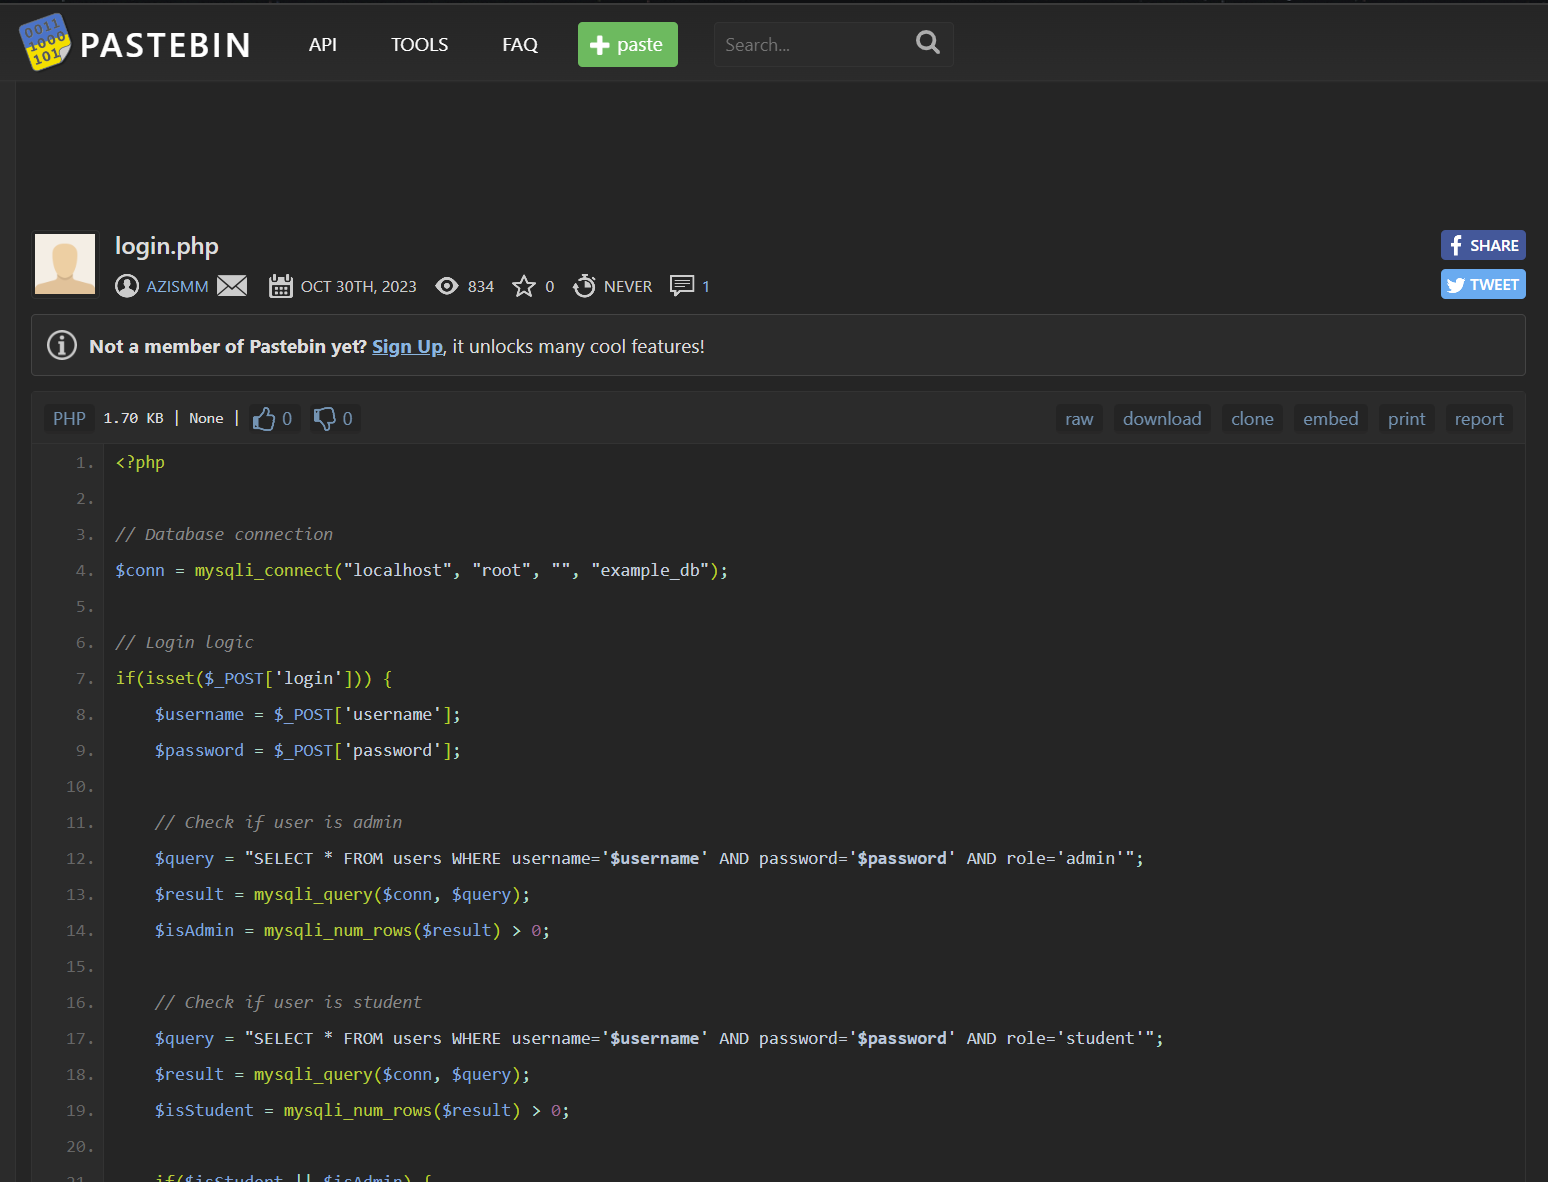 0011
1000
101
PASTEBIN API TOOLS FAQ paste Search...
login.php
AZISMM OCT 30TH, 2023 834 0 NEVER 1
SHARE
TWEET
Not a member of Pastebin yet? Sign Up, it unlocks many cool features!
PHP 1.70 KB | None | 0 0 raw download clone embed print report
1. <?php
2.
3. // Database connection
4. $conn = mysqli_connect("localhost", "root", "", "example_db");
5.
6. // Login logic
7. if(isset($_POST['login'])) {
8.     $username = $_POST['username'];
9.     $password = $_POST['password'];
10.
11.     // Check if user is admin
12.     $query = "SELECT * FROM users WHERE username='$username' AND password='$password' AND role='admin'";
13.     $result = mysqli_query($conn, $query);
14.     $isAdmin = mysqli_num_rows($result) > 0;
15.
16.     // Check if user is student
17.     $query = "SELECT * FROM users WHERE username='$username' AND password='$password' AND role='student'";
18.     $result = mysqli_query($conn, $query);
19.     $isStudent = mysqli_num_rows($result) > 0;
20.
21.     if($isStudent || $isAdmin) {